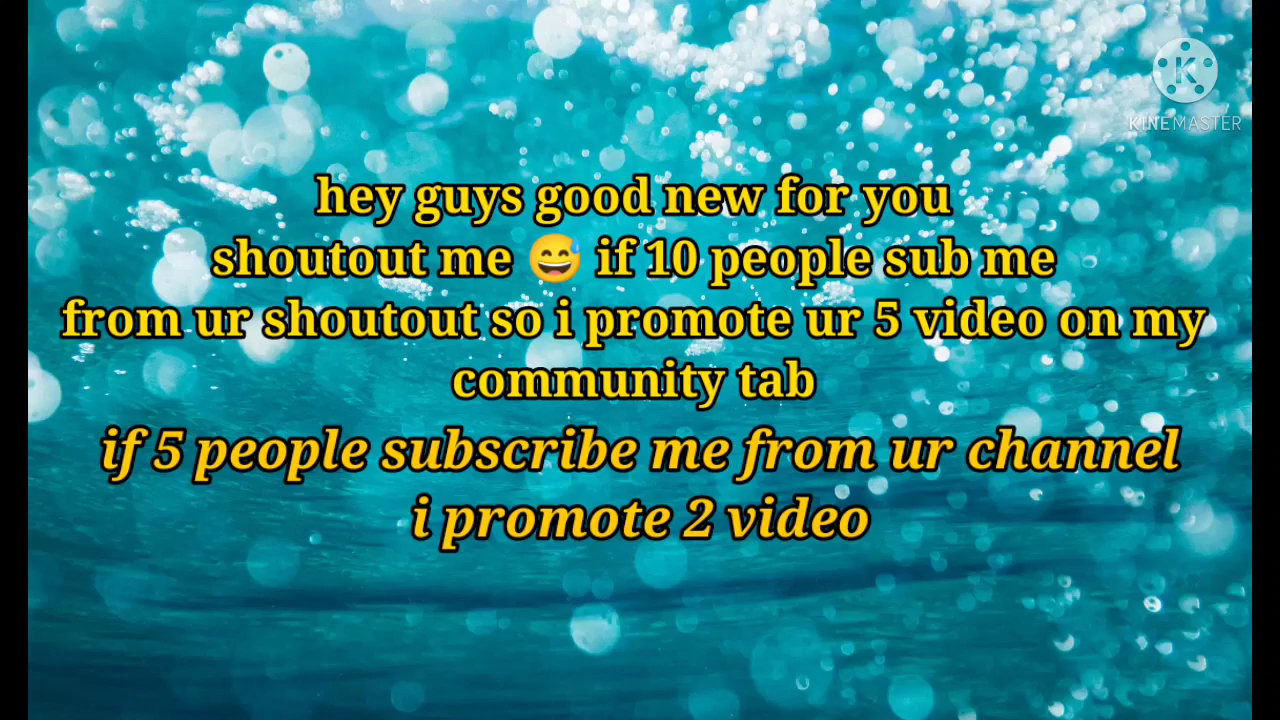 KINEMASTER
hey guys good new for you
shoutout me 😅 if 10 people sub me
from ur shoutout so i promote ur 5 video on my
community tab
if 5 people subscribe me from ur channel
i promote 2 video